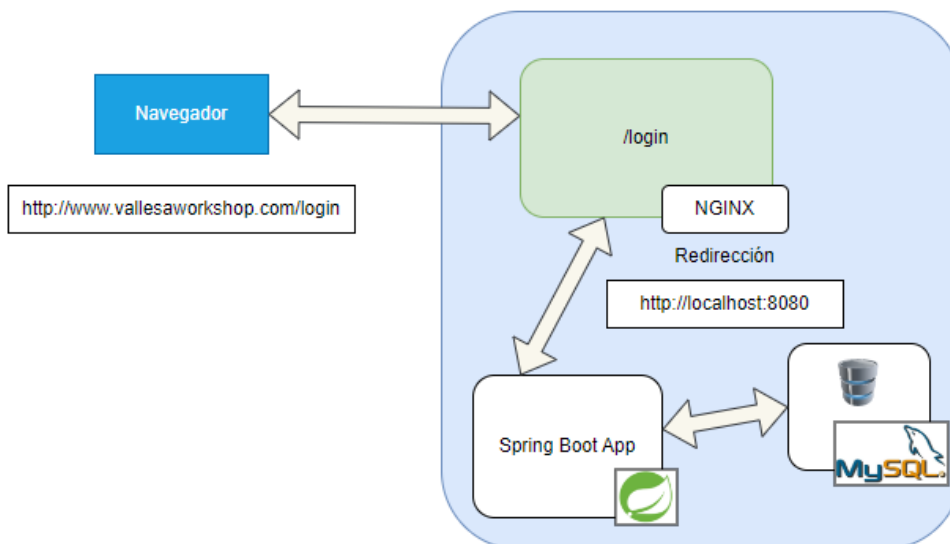 Navegador
/login
http://www.vallesaworkshop.com/login
NGINX
Redirección
http://localhost:8080
Spring Boot App
MySQL